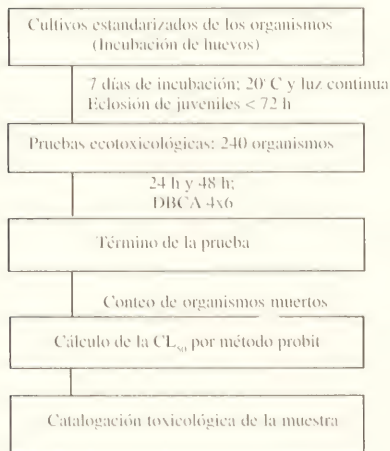 Cultivos estandarizados de los organismos
(Incubación de huevos)
7 días de incubación; 20° C y luz continua
Eclosión de juveniles < 72 h
Pruebas ecotoxicológicas: 240 organismos
24 h y 48 h;
DBCA 4x6
Término de la prueba
Conteo de organismos muertos
Cálculo de la CL50 por método probit
Catalogación toxicológica de la muestra